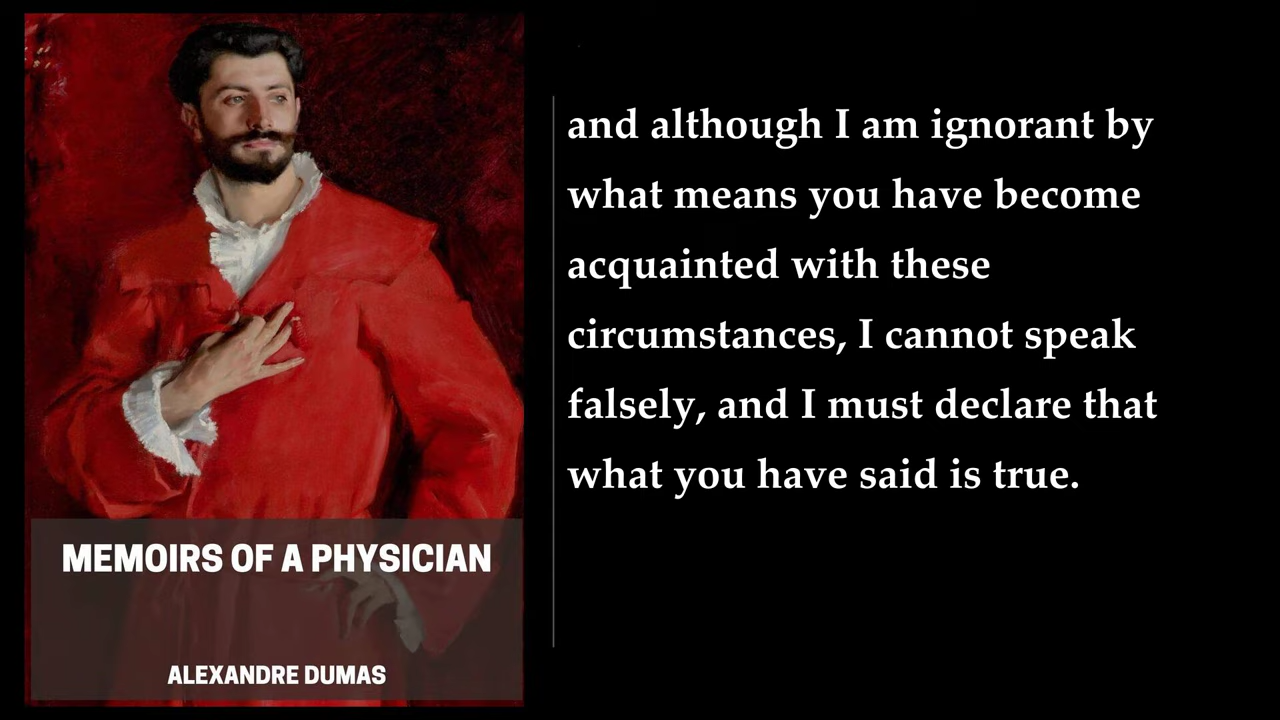 and although I am ignorant by
what means you have become
acquainted with these
circumstances, I cannot speak
falsely, and I must declare that
what you have said is true.
MEMOIRS OF A PHYSICIAN
ALEXANDRE DUMAS